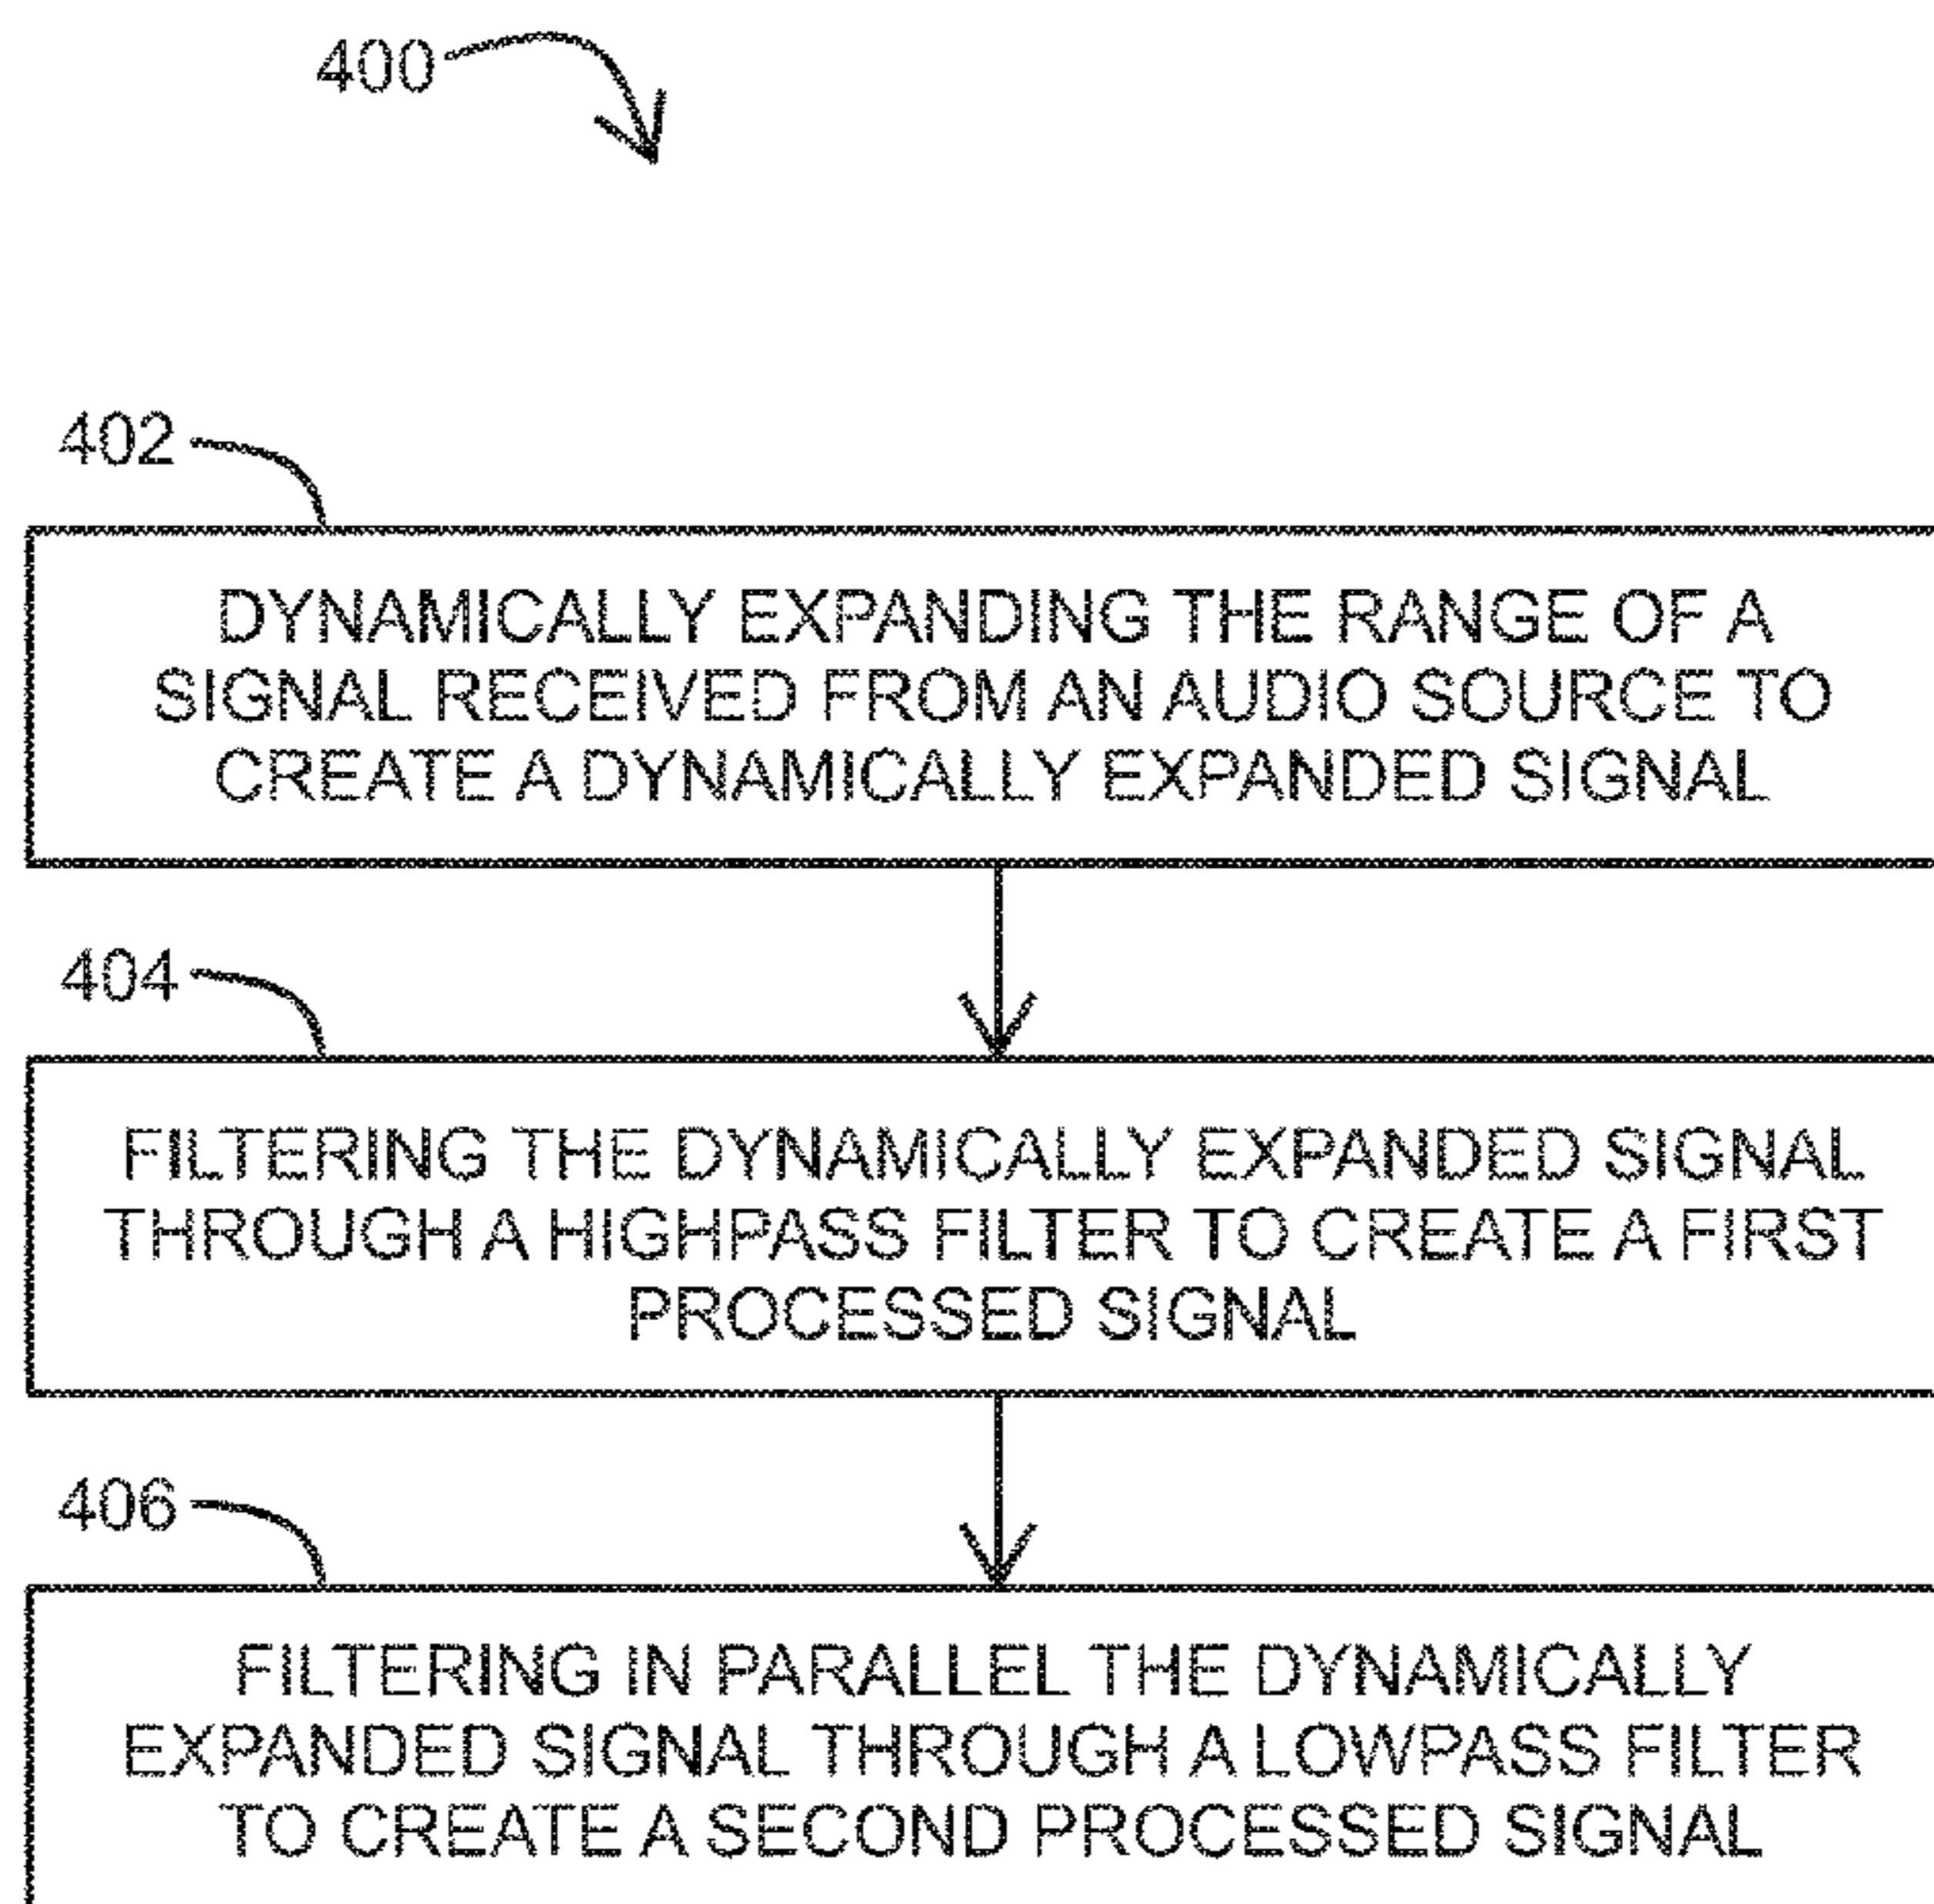 400
402
DYNAMICALLY EXPANDING THE RANGE OF A
SIGNAL RECEIVED FROM AN AUDIO SOURCE TO
CREATE A DYNAMICALLY EXPANDED SIGNAL
404
FILTERING THE DYNAMICALLY EXPANDED SIGNAL
THROUGH A HIGHPASS FILTER TO CREATE A FIRST
PROCESSED SIGNAL
406
FILTERING IN PARALLEL THE DYNAMICALLY
EXPANDED SIGNAL THROUGH A LOWPASS FILTER
TO CREATE A SECOND PROCESSED SIGNAL